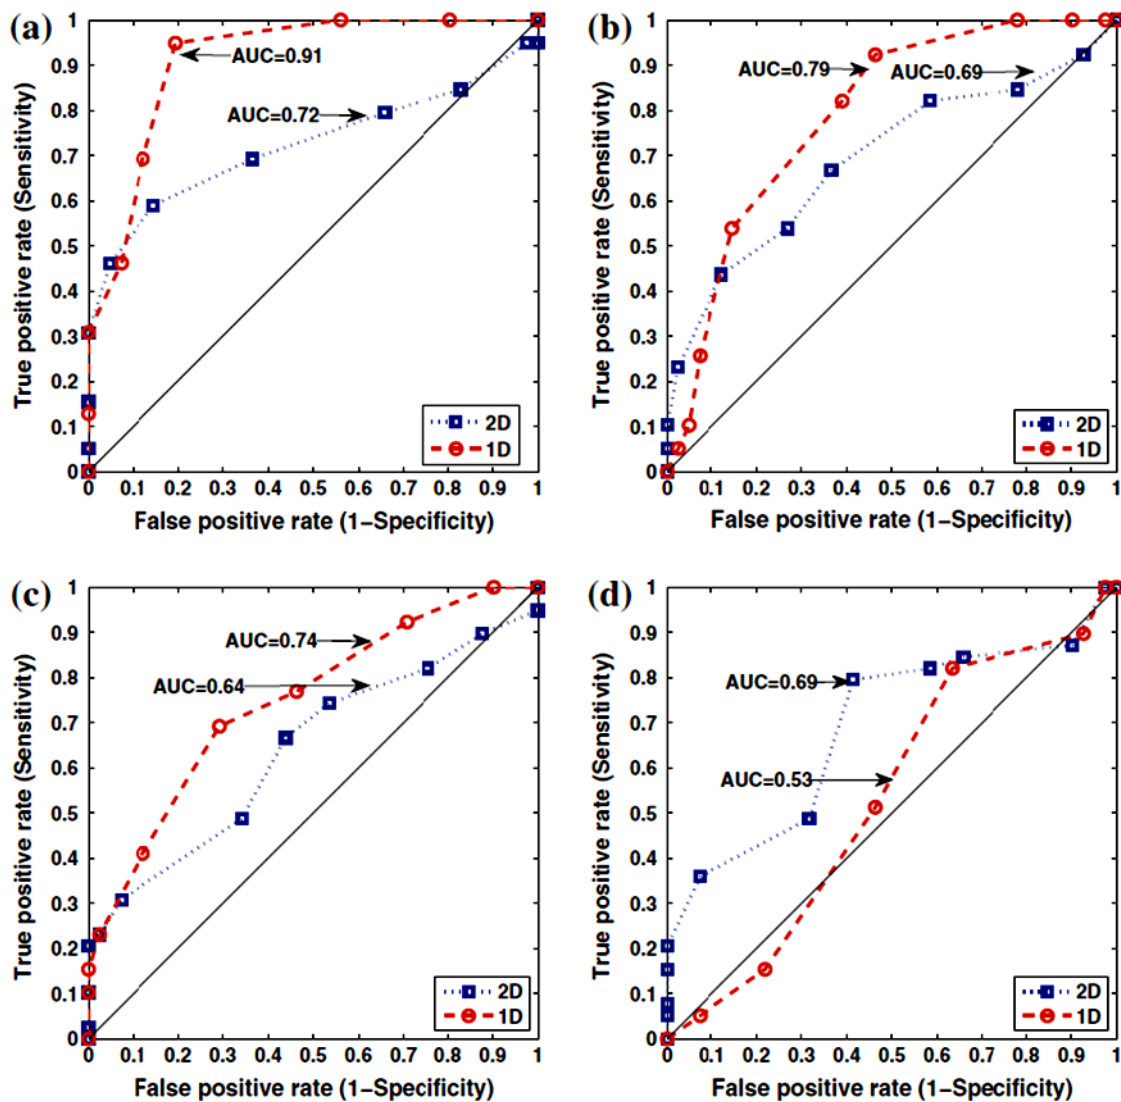 (a)
True positive rate (Sensitivity)
1
0.9
0.8
0.7
0.6
0.5
0.4
0.3
0.2
0.1
0
AUC=0.91
AUC=0.72
2D
1D
0 0.1 0.2 0.3 0.4 0.5 0.6 0.7 0.8 0.9 1
False positive rate (1−Specificity)
(b)
True positive rate (Sensitivity)
1
0.9
0.8
0.7
0.6
0.5
0.4
0.3
0.2
0.1
0
AUC=0.79 AUC=0.69
2D
1D
0 0.1 0.2 0.3 0.4 0.5 0.6 0.7 0.8 0.9 1
False positive rate (1−Specificity)
(c)
True positive rate (Sensitivity)
1
0.9
0.8
0.7
0.6
0.5
0.4
0.3
0.2
0.1
0
AUC=0.74
AUC=0.64
2D
1D
0 0.1 0.2 0.3 0.4 0.5 0.6 0.7 0.8 0.9 1
False positive rate (1−Specificity)
(d)
True positive rate (Sensitivity)
1
0.9
0.8
0.7
0.6
0.5
0.4
0.3
0.2
0.1
0
AUC=0.69
AUC=0.53
2D
1D
0 0.1 0.2 0.3 0.4 0.5 0.6 0.7 0.8 0.9 1
False positive rate (1−Specificity)